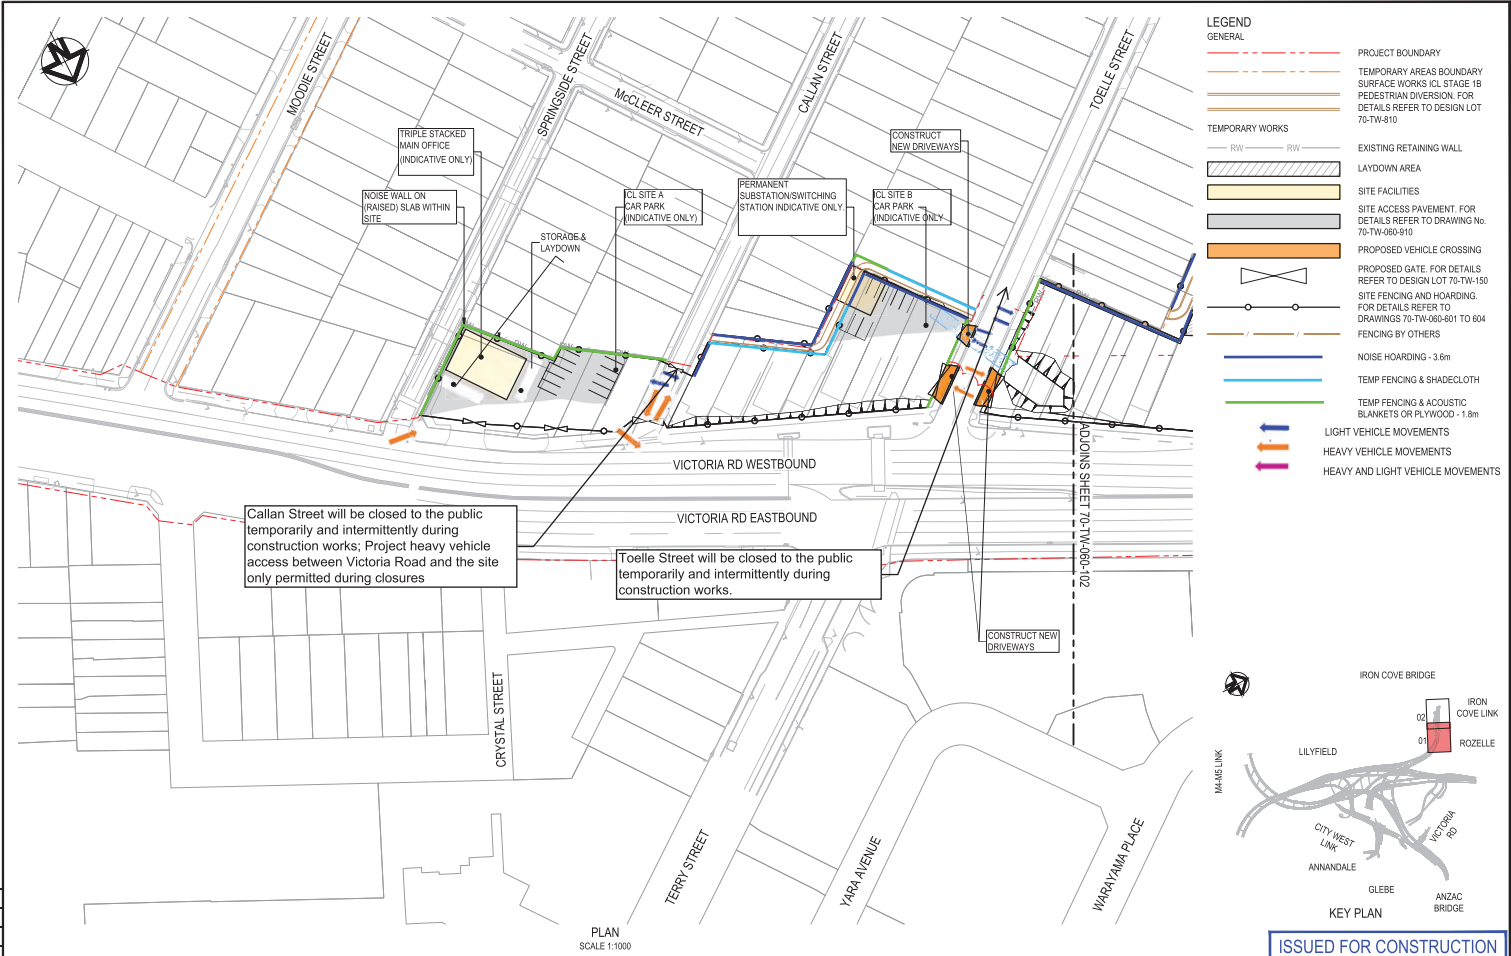 MOODIE STREET
SPRINGSIDE STREET
McCLEER STREET
CALLAN STREET
TOELLE STREET
TRIPLE STACKED
MAIN OFFICE
(INDICATIVE ONLY)
NOISE WALL ON
(RAISED) SLAB WITHIN
SITE
STORAGE &
LAYDOWN
ICL SITE A
CAR PARK
(INDICATIVE ONLY)
PERMANENT
SUBSTATION/SWITCHING
STATION INDICATIVE ONLY.
ICL SITE B
CAR PARK
(INDICATIVE ONLY
CONSTRUCT
NEW DRIVEWAYS
RW
RW
RW
RW
RW
VICTORIA RD WESTBOUND
VICTORIA RD EASTBOUND
Callan Street will be closed to the public
temporarily and intermittently during
construction works; Project heavy vehicle
access between Victoria Road and the site
only permitted during closures
Toelle Street will be closed to the public
temporarily and intermittently during
construction works.
CONSTRUCT NEW
DRIVEWAYS
ADJOINS SHEET 70-TW-060-102
CRYSTAL STREET
TERRY STREET
YARA AVENUE
WARAYAMA PLACE
PLAN
SCALE 1:1000
LEGEND
GENERAL
PROJECT BOUNDARY
TEMPORARY AREAS BOUNDARY
SURFACE WORKS ICL STAGE 1B
PEDESTRIAN DIVERSION. FOR
DETAILS REFER TO DESIGN LOT
70-TW-810
TEMPORARY WORKS
RW
RW
EXISTING RETAINING WALL
LAYDOWN AREA
SITE FACILITIES
SITE ACCESS PAVEMENT. FOR
DETAILS REFER TO DRAWING No.
70-TW-060-910
PROPOSED VEHICLE CROSSING
PROPOSED GATE. FOR DETAILS
REFER TO DESIGN LOT 70-TW-150
SITE FENCING AND HOARDING.
FOR DETAILS REFER TO
DRAWINGS 70-TW-060-601 TO 604
FENCING BY OTHERS
NOISE HOARDING - 3.6m
TEMP FENCING & SHADECLOTH
TEMP FENCING & ACOUSTIC
BLANKETS OR PLYWOOD - 1.8m
LIGHT VEHICLE MOVEMENTS
HEAVY VEHICLE MOVEMENTS
HEAVY AND LIGHT VEHICLE MOVEMENTS
IRON COVE BRIDGE
IRON
COVE LINK
02
01
ROZELLE
LILYFIELD
M4-M5 LINK
CITY WEST
LINK
VICTORIA
RD
ANNANDALE
GLEBE
ANZAC
BRIDGE
KEY PLAN
ISSUED FOR CONSTRUCTION